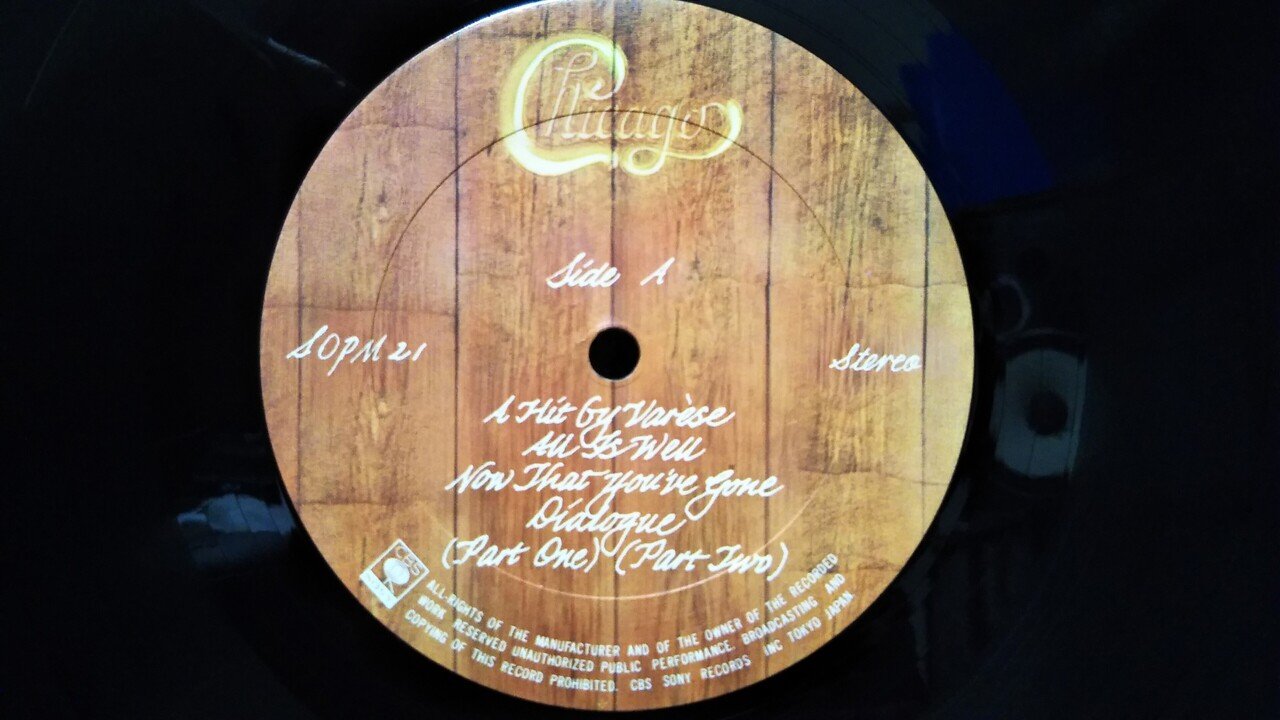 Chicago
Side A
SOPM 21
Stereo
A Hit By Varèse
All Is Well
Now That You've Gone
Dialogue
(Part One) (Part Two)
CBS
ALL RIGHTS OF THE MANUFACTURER AND OF THE OWNER OF THE RECORDED
WORK RESERVED UNAUTHORIZED PUBLIC PERFORMANCE. BROADCASTING AND
COPYING OF THIS RECORD PROHIBITED. CBS SONY RECORDS INC TOKYO JAPAN